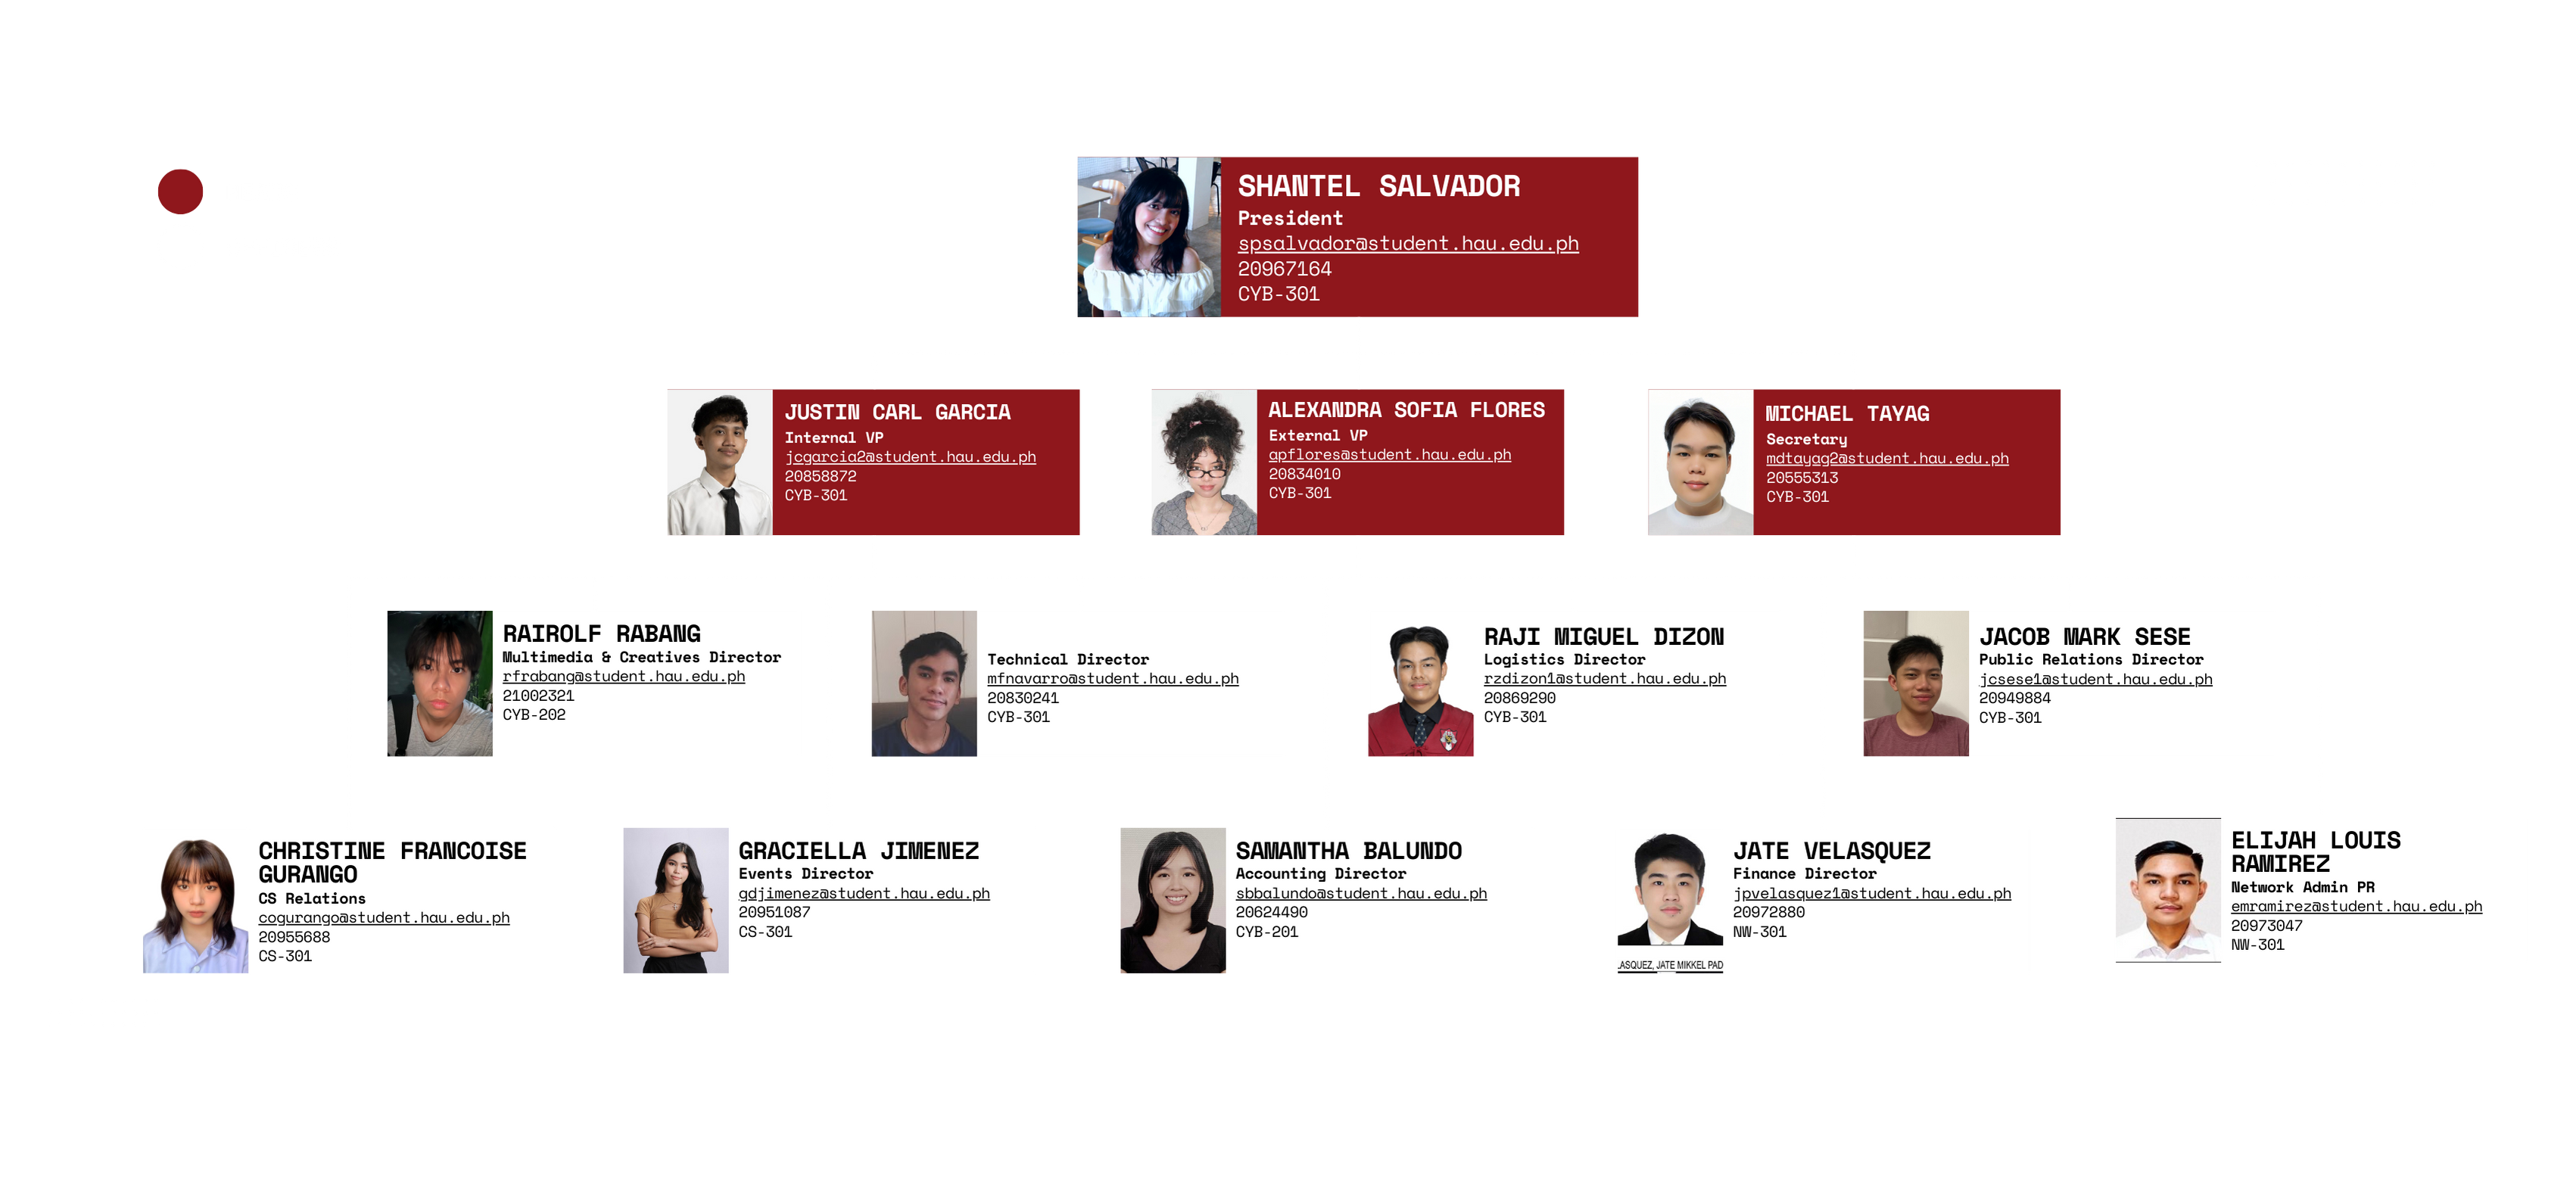 SHANTEL SALVADOR
President
spsalvador@student.hau.edu.ph
20967164
CYB-301
JUSTIN CARL GARCIA
Internal VP
jcgarcia2@student.hau.edu.ph
20858872
CYB-301
ALEXANDRA SOFIA FLORES
External VP
apflores@student.hau.edu.ph
20834010
CYB-301
MICHAEL TAYAG
Secretary
mdtayag2@student.hau.edu.ph
20555313
CYB-301
RAIROLF RABANG
Multimedia & Creatives Director
rfrabang@student.hau.edu.ph
21002321
CYB-202
Technical Director
mfnavarro@student.hau.edu.ph
20830241
CYB-301
RAJI MIGUEL DIZON
Logistics Director
rzdizon1@student.hau.edu.ph
20869290
CYB-301
JACOB MARK SESE
Public Relations Director
jcsese1@student.hau.edu.ph
20949884
CYB-301
CHRISTINE FRANCOISE
GURANGO
CS Relations
cogurango@student.hau.edu.ph
20955688
CS-301
GRACIELLA JIMENEZ
Events Director
gdjimenez@student.hau.edu.ph
20951087
CS-301
SAMANTHA BALUNDO
Accounting Director
sbbalundo@student.hau.edu.ph
20624490
CYB-201
JATE VELASQUEZ
Finance Director
jpvelasquez1@student.hau.edu.ph
20972880
NW-301
LASQUEZ, JATE MIKKEL PAD
ELIJAH LOUIS
RAMIREZ
Network Admin PR
emramirez@student.hau.edu.ph
20973047
NW-301